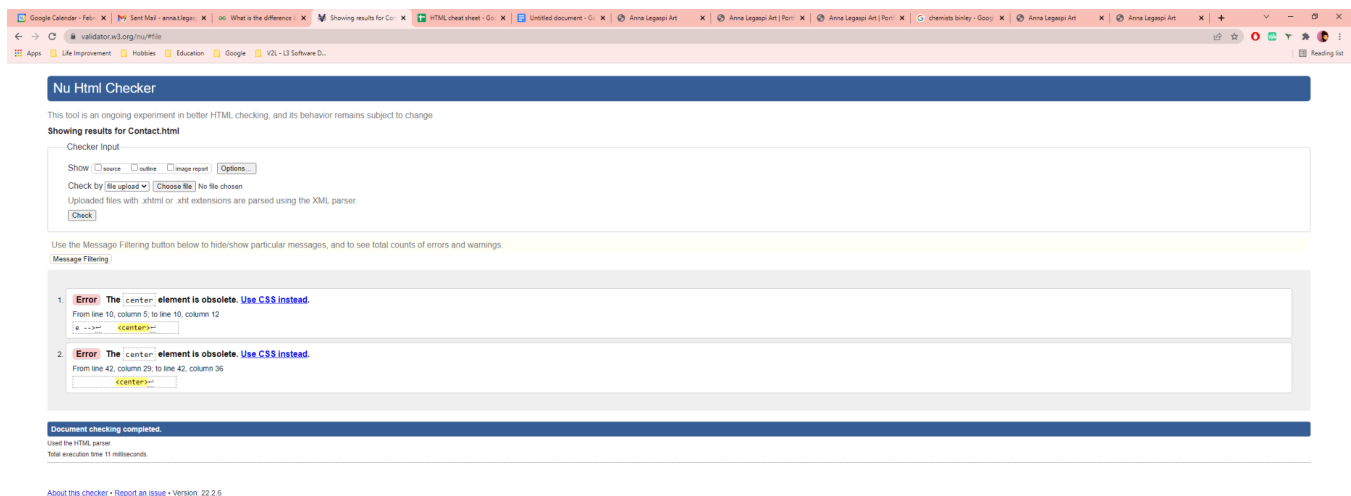 Google Calendar - Febr
Sent Mail - anna.t.legas
What is the difference b
Showing results for Con
HTML cheat sheet - Goo
Untitled document - Go
Anna Legaspi Art
Anna Legaspi Art | Portf
Anna Legaspi Art | Portf
chemists binley - Googl
Anna Legaspi Art
Anna Legaspi Art
validator.w3.org/nu/#file
Apps Life Improvement Hobbies Education Google V2L - L3 Software D... Reading list
Nu Html Checker
This tool is an ongoing experiment in better HTML checking, and its behavior remains subject to change
Showing results for Contact.html
Checker Input
Show source outline image report Options...
Check by file upload Choose file No file chosen
Uploaded files with .xhtml or .xht extensions are parsed using the XML parser.
Check
Use the Message Filtering button below to hide/show particular messages, and to see total counts of errors and warnings.
Message Filtering
1. Error The center element is obsolete. Use CSS instead.
From line 10, column 5; to line 10, column 12
e -->↩ <center>↩
2. Error The center element is obsolete. Use CSS instead.
From line 42, column 29; to line 42, column 36
<center>↩
Document checking completed.
Used the HTML parser.
Total execution time 11 milliseconds.
About this checker • Report an issue • Version: 22.2.6